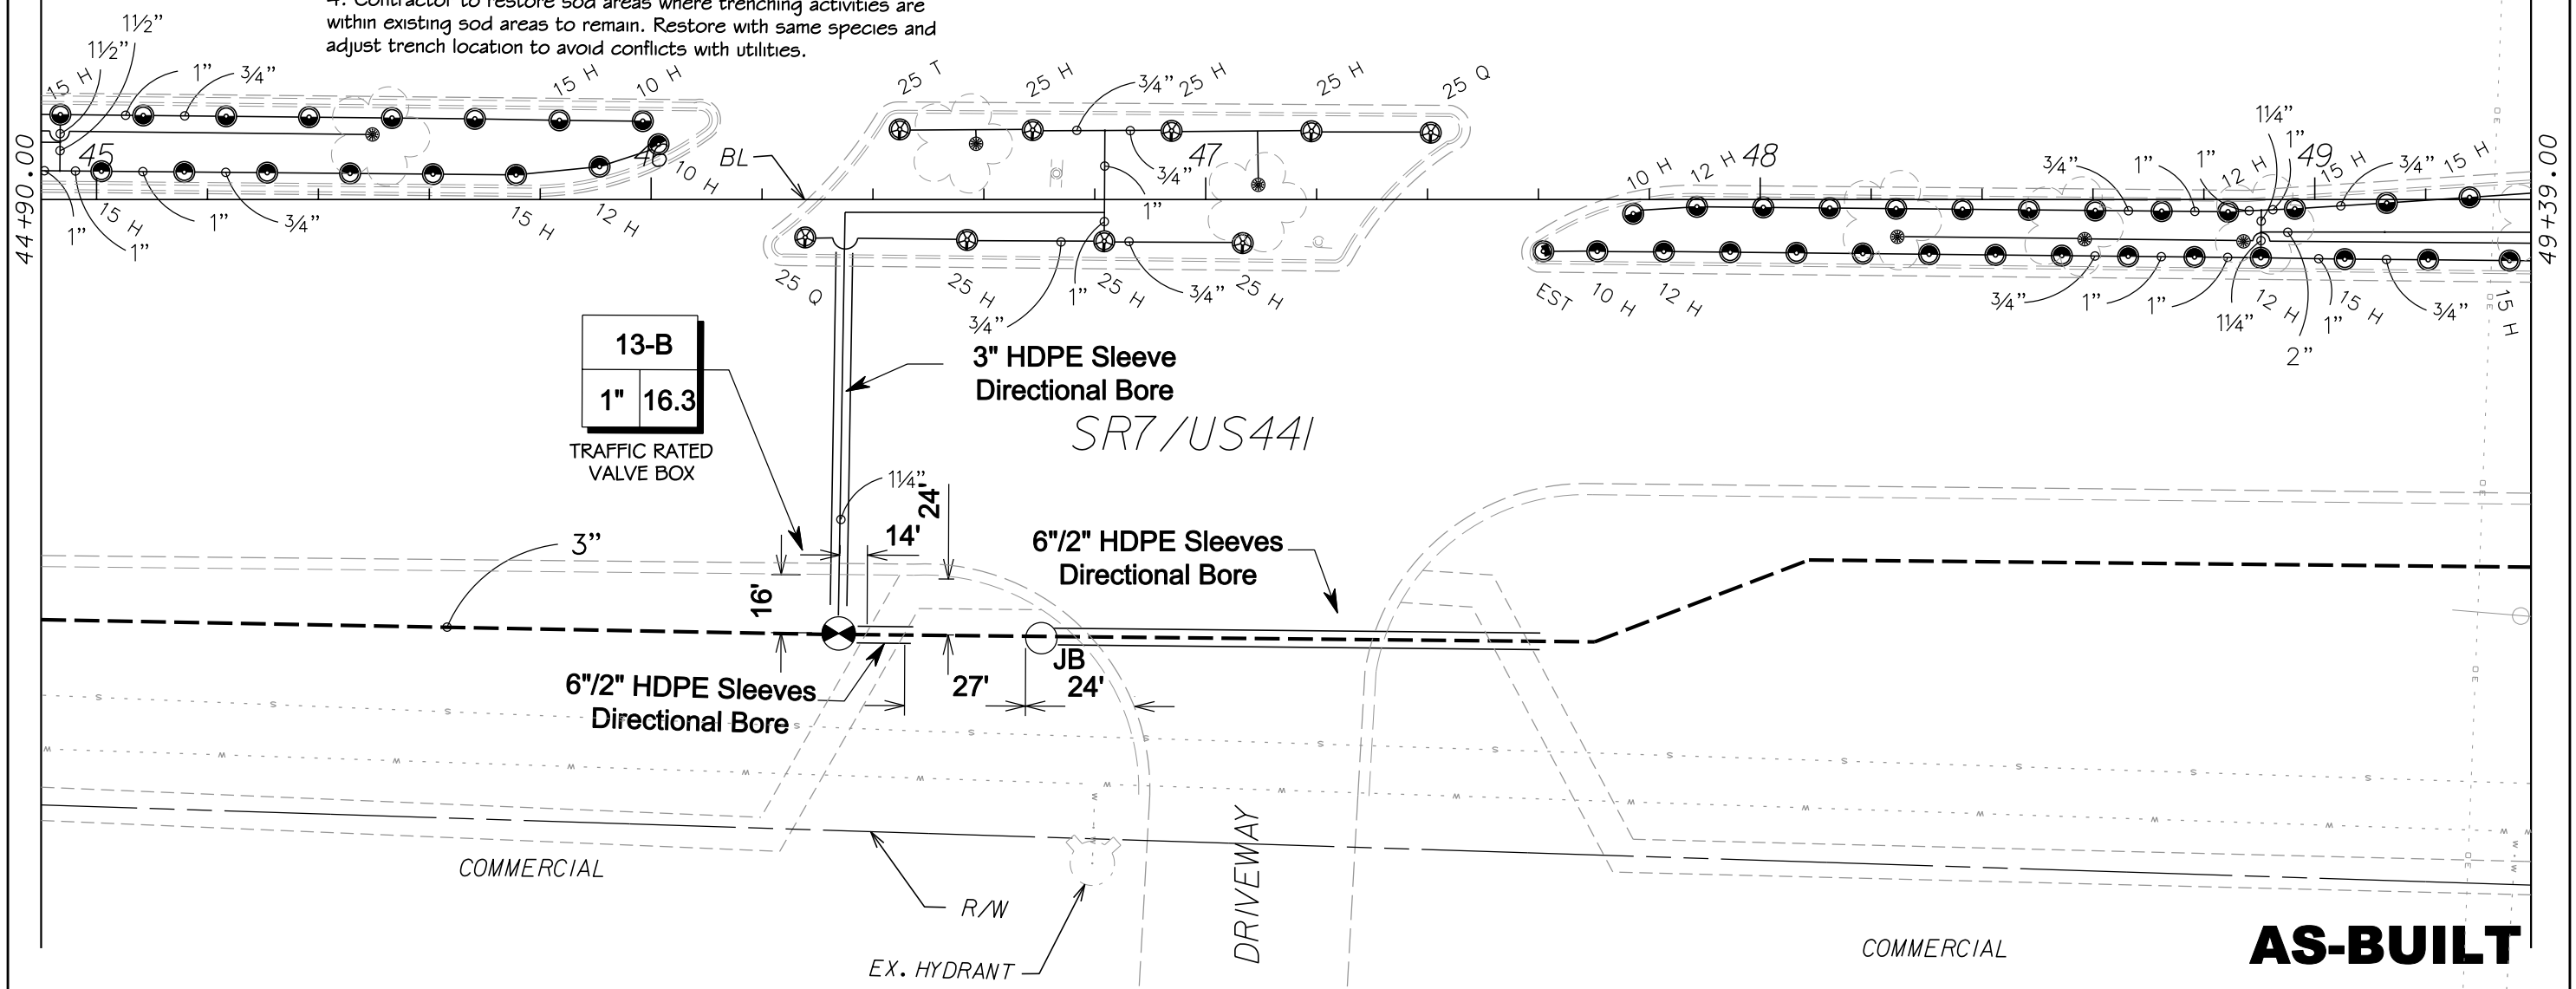 4. Contractor to restore sod areas where trenching activities are
within existing sod areas to remain. Restore with same species and
adjust trench location to avoid conflicts with utilities.
1½"
1½"
15 H
1"
3/4"
15 H
10 H
25 T
25 H
3/4"
25 H
25 H
25 Q
44+90.00
45
46
10 H
BL
47
3/4"
1"
10 H
12 H
48
3/4"
1"
1"
12 H
1¼"
1"
49
15 H
3/4"
15 H
49+39.00
1"
15 H
1"
1"
3/4"
15 H
12 H
25 Q
25 H
3/4"
1"
25 H
3/4"
25 H
EST
10 H
12 H
3/4"
1"
1"
1¼"
12 H
2"
1"
15 H
3/4"
15 H
13-B
1"
16.3
TRAFFIC RATED
VALVE BOX
3" HDPE Sleeve
Directional Bore
SR7/US441
1¼"
24'
14'
16'
3"
6"/2" HDPE Sleeves
Directional Bore
6"/2" HDPE Sleeves
Directional Bore
27'
JB
24'
COMMERCIAL
R/W
EX. HYDRANT
DRIVEWAY
COMMERCIAL
AS-BUILT